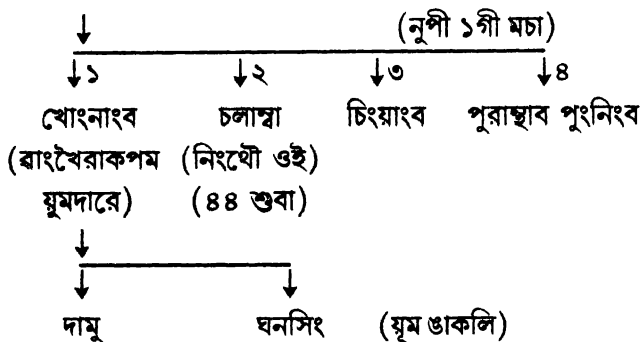 (নুপী ১গী মচা)
১ ২ ৩ ৪
খোংনাংব চলাম্বা চিংয়াংব পুরান্থাব পুংনিংব
(ৱাংখৈরাকপম (নিংথৌ ওই)
য়ুমদারে) (৪৪ শুবা)
দামু ঘনসিং (য়ূম ঙাকলি)